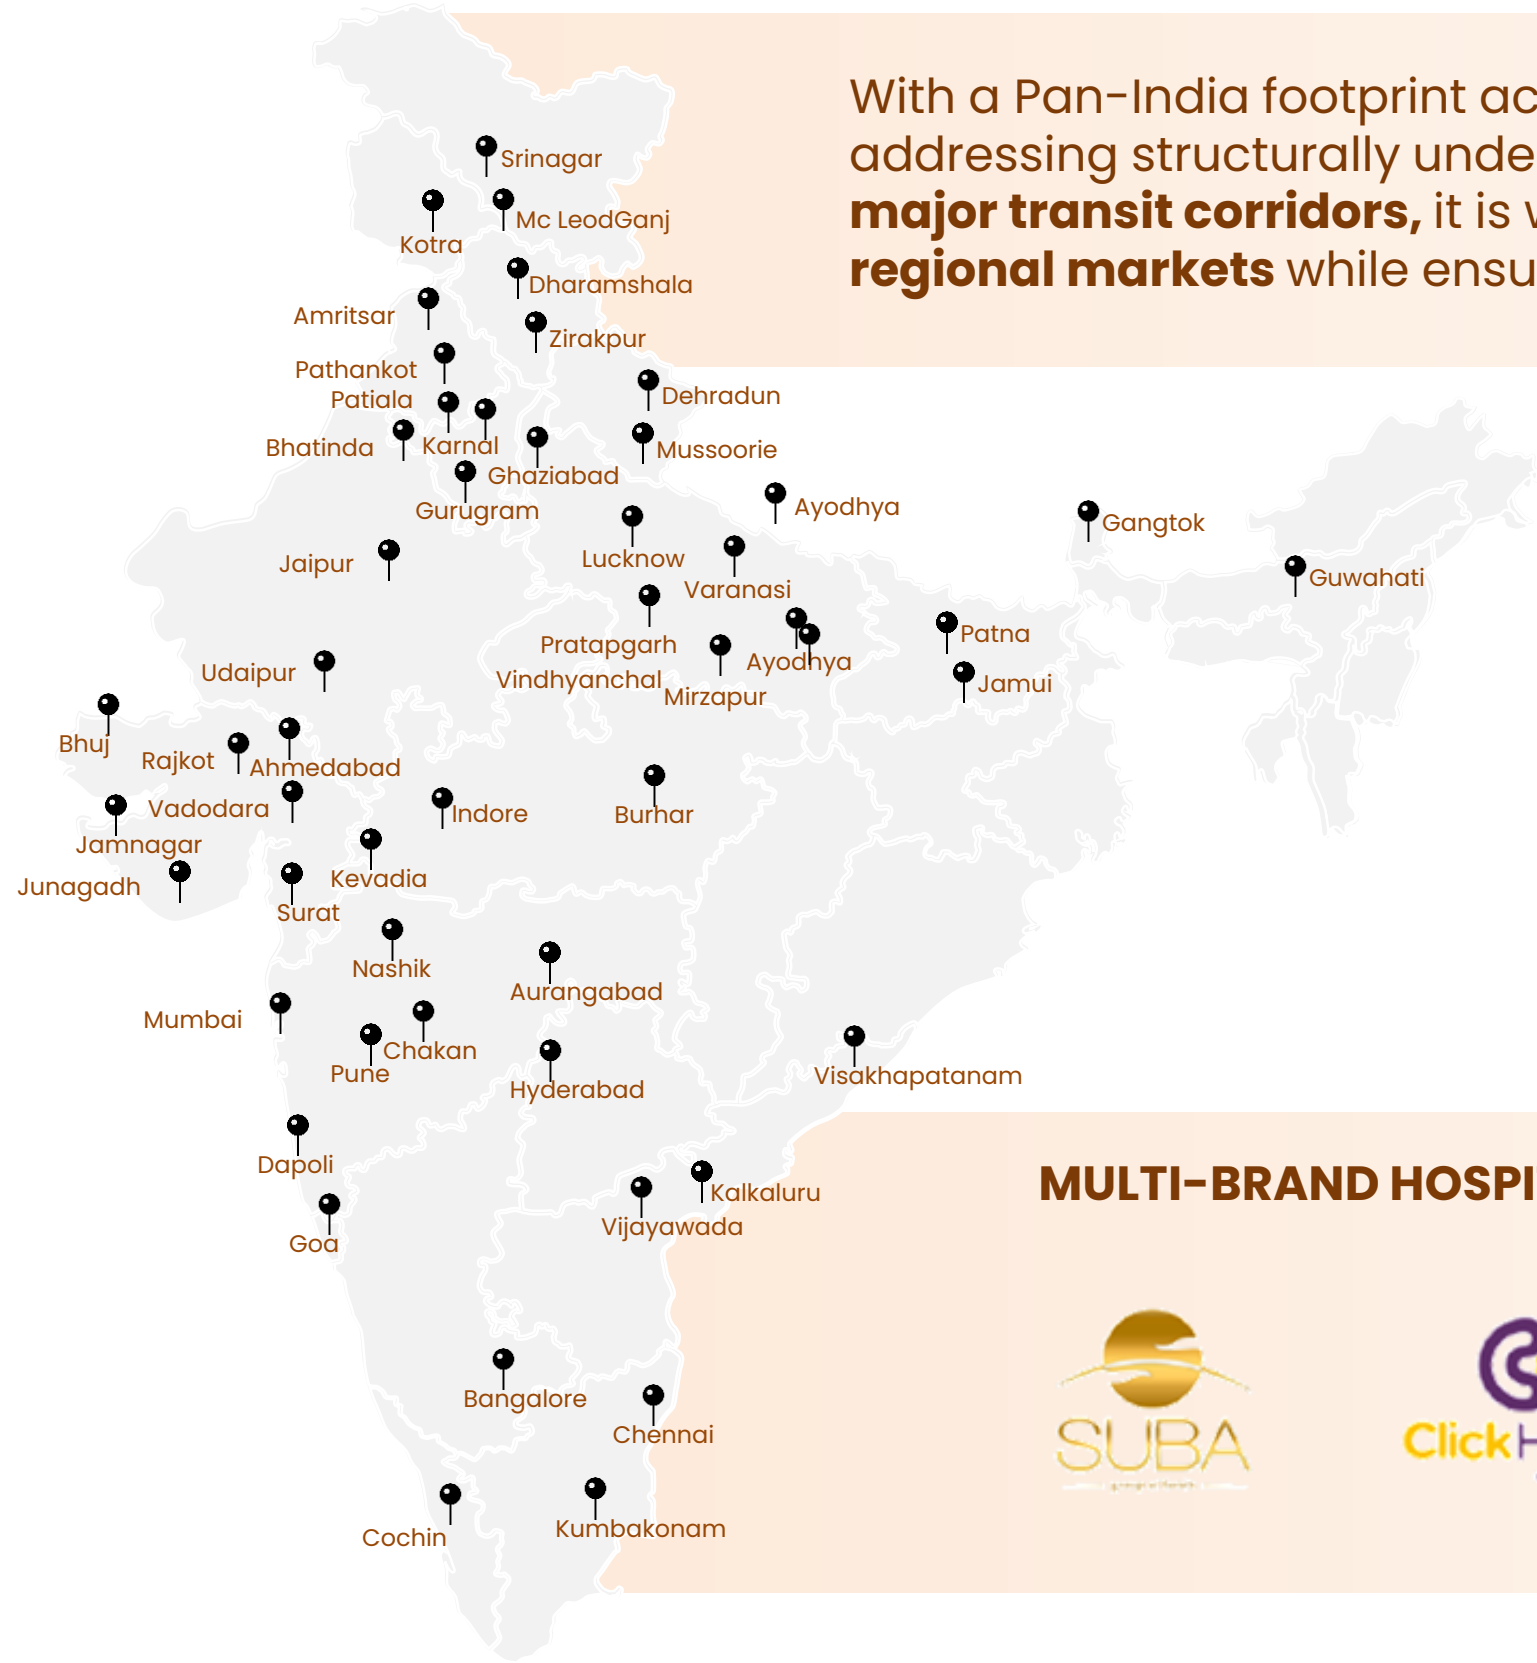 With a Pan-India footprint ac
addressing structurally unde
major transit corridors, it is w
regional markets while ensu
Srinagar
Mc LeodGanj
Kotra
Dharamshala
Amritsar
Zirakpur
Pathankot
Patiala
Dehradun
Bhatinda
Karnal
Mussoorie
Ghaziabad
Gurugram
Ayodhya
Gangtok
Lucknow
Jaipur
Guwahati
Varanasi
Pratapgarh
Patna
Ayodhya
Udaipur
Vindhyanchal
Jamui
Mirzapur
Bhuj
Rajkot
Ahmedabad
Vadodara
Indore
Burhar
Jamnagar
Kevadia
Junagadh
Surat
Nashik
Aurangabad
Mumbai
Chakan
Pune
Visakhapatanam
Hyderabad
Dapoli
Kalkaluru
Vijayawada
Goa
MULTI-BRAND HOSPI
Bangalore
Chennai
SUBA
Click H
Kumbakonam
Cochin